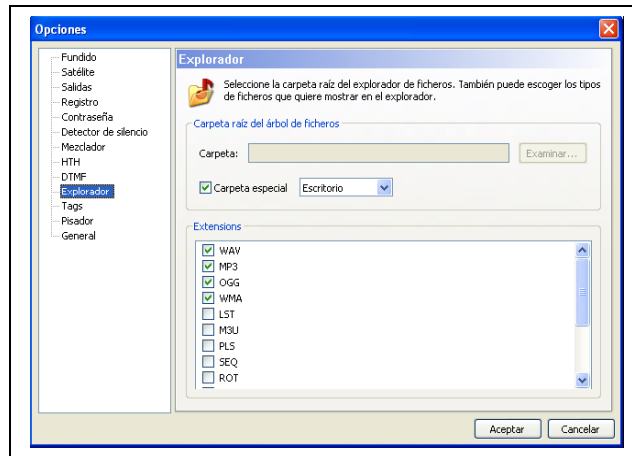 Opciones
Fundido
Satélite
Salidas
Registro
Contraseña
Detector de silencio
Mezclador
HTH
DTMF
Explorador
Tags
Pisador
General
Explorador
Seleccione la carpeta raíz del explorador de ficheros. También puede escoger los tipos
de ficheros que quiere mostrar en el explorador.
Carpeta raíz del árbol de ficheros
Carpeta:
Examinar...
Carpeta especial
Escritorio
Extensions
WAV
MP3
OGG
WMA
LST
M3U
PLS
SEQ
ROT
Aceptar
Cancelar